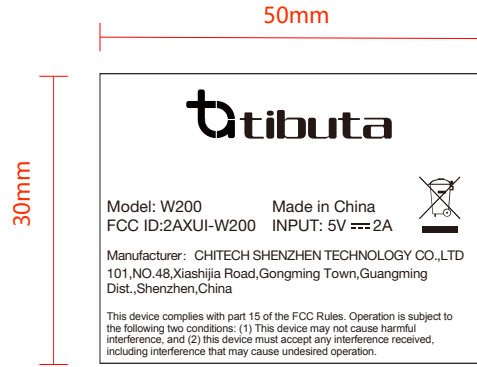 50mm
30mm
tibuta
Model: W200 Made in China
FCC ID:2AXUI-W200 INPUT: 5V ⎓ 2A
Manufacturer: CHITECH SHENZHEN TECHNOLOGY CO.,LTD
101,NO.48,Xiashijia Road,Gongming Town,Guangming
Dist.,Shenzhen,China
This device complies with part 15 of the FCC Rules. Operation is subject to
the following two conditions: (1) This device may not cause harmful
interference, and (2) this device must accept any interference received,
including interference that may cause undesired operation.